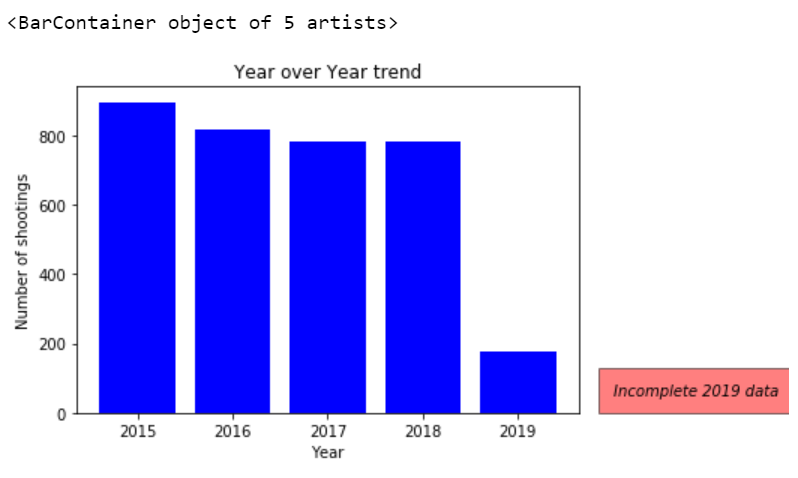 <BarContainer object of 5 artists>
Year over Year trend
Number of shootings
800
600
400
200
0
2015 2016 2017 2018 2019
Year
Incomplete 2019 data